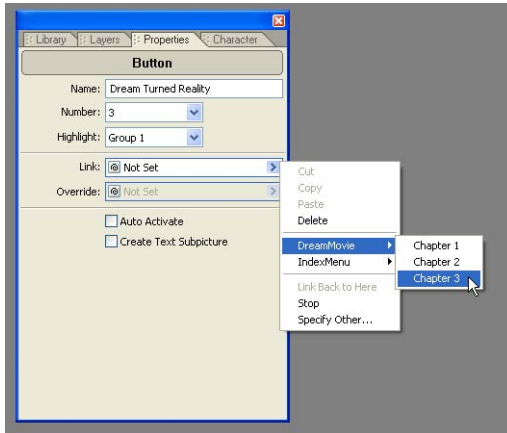 Library Layers Properties Character
Button
Name: Dream Turned Reality
Number: 3
Highlight: Group 1
Link: Not Set
Override: Not Set
Auto Activate
Create Text Subpicture
Cut
Copy
Paste
Delete
DreamMovie
IndexMenu
Link Back to Here
Stop
Specify Other...
Chapter 1
Chapter 2
Chapter 3